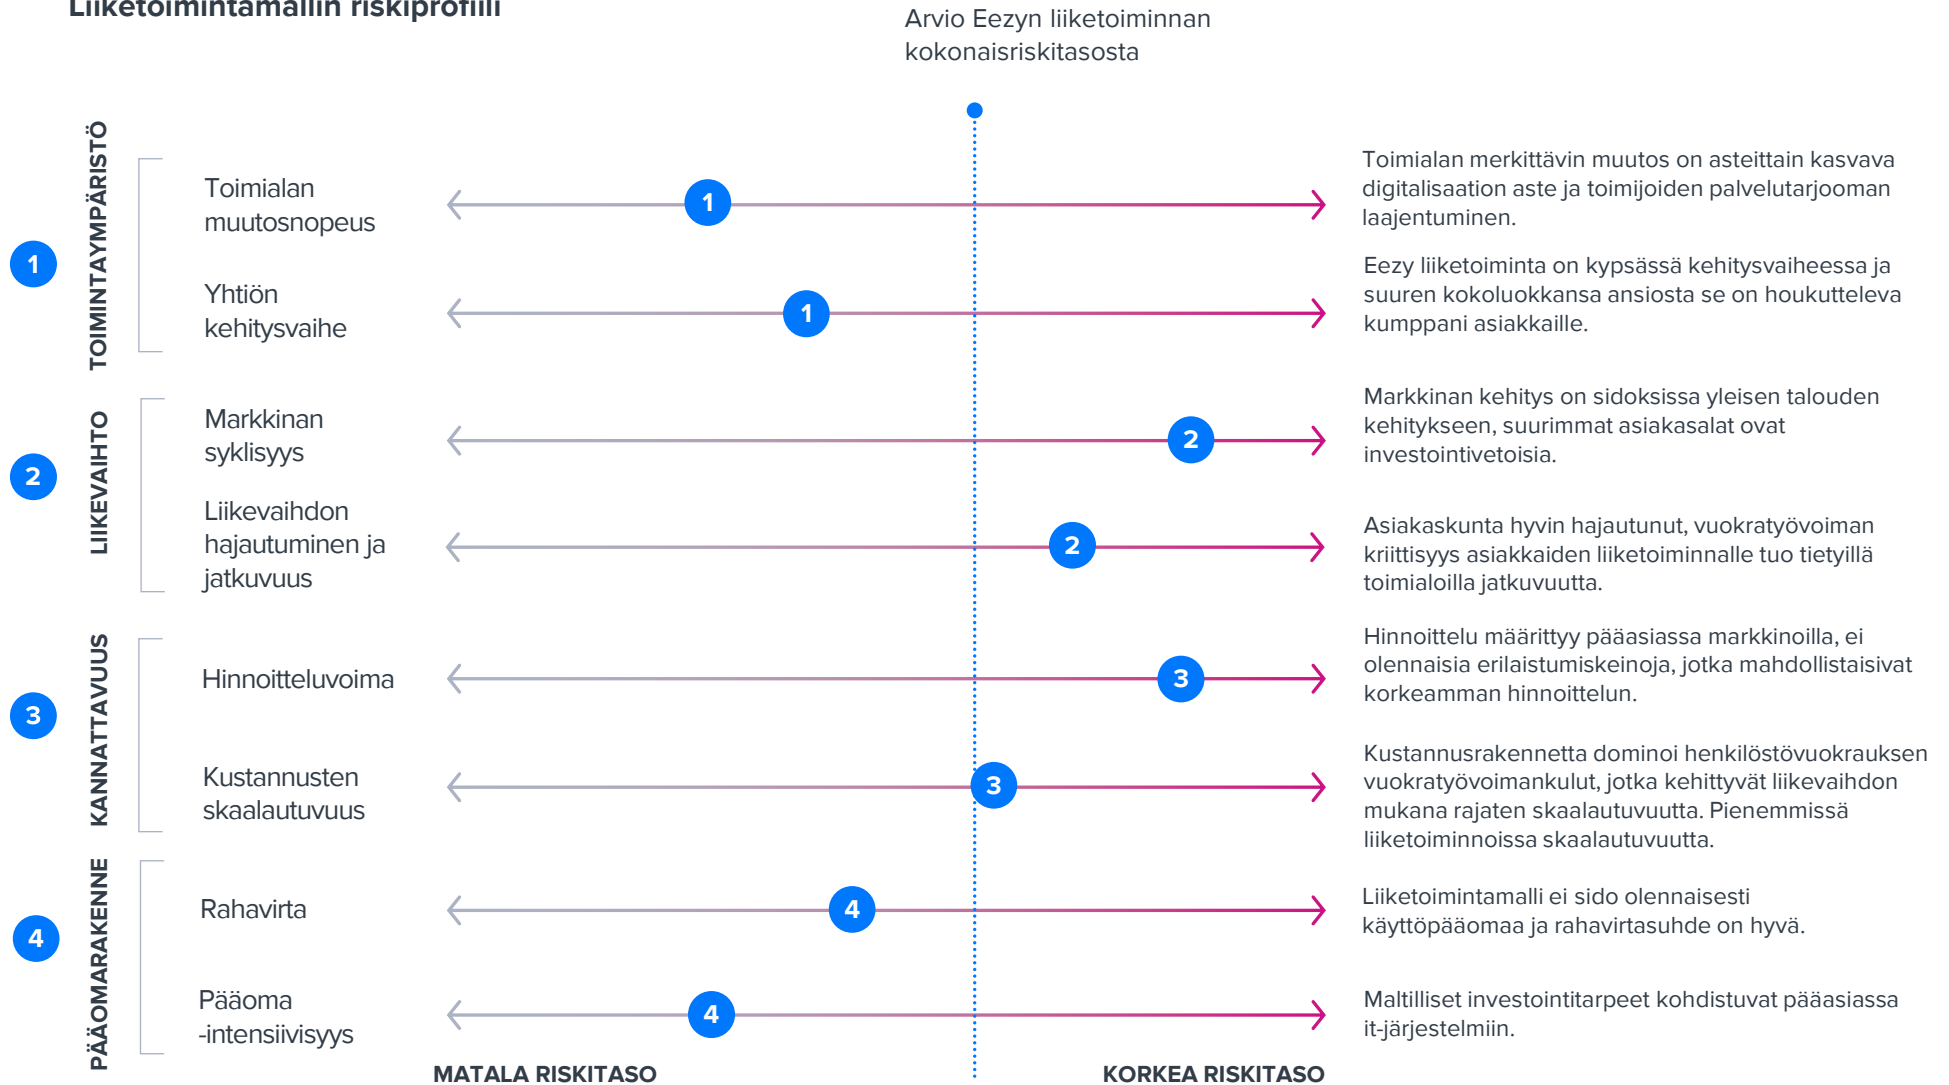 Liiketoimintamallin riskiprofiili
Arvio Eezyn liiketoiminnan
kokonaisriskitasosta
1
TOIMINTAYMPÄRISTÖ
Toimialan
muutosnopeus
1
Toimialan merkittävin muutos on asteittain kasvava
digitalisaation aste ja toimijoiden palvelutarjooman
laajentuminen.
Yhtiön
kehitysvaihe
1
Eezy liiketoiminta on kypsässä kehitysvaiheessa ja
suuren kokoluokkansa ansiosta se on houkutteleva
kumppani asiakkaille.
2
LIIKEVAIHTO
Markkinan
syklisyys
2
Markkinan kehitys on sidoksissa yleisen talouden
kehitykseen, suurimmat asiakasalat ovat
investointivetoisia.
Liikevaihdon
hajautuminen ja
jatkuvuus
2
Asiakaskunta hyvin hajautunut, vuokratyövoiman
kriittisyys asiakkaiden liiketoiminnalle tuo tietyillä
toimialoilla jatkuvuutta.
3
KANNATTAVUUS
Hinnoitteluvoima
3
Hinnoittelu määrittyy pääasiassa markkinoilla, ei
olennaisia erilaistumiskeinoja, jotka mahdollistaisivat
korkeamman hinnoittelun.
Kustannusten
skaalautuvuus
3
Kustannusrakennetta dominoi henkilöstövuokrauksen
vuokratyövoimankulut, jotka kehittyvät liikevaihdon
mukana rajaten skaalautuvuutta. Pienemmissä
liiketoiminnoissa skaalautuvuutta.
4
PÄÄOMARAKENNE
Rahavirta
4
Liiketoimintamalli ei sido olennaisesti
käyttöpääomaa ja rahavirtasuhde on hyvä.
Pääoma
-intensiivisyys
4
Maltilliset investointitarpeet kohdistuvat pääasiassa
it-järjestelmiin.
MATALA RISKITASO
KORKEA RISKITASO